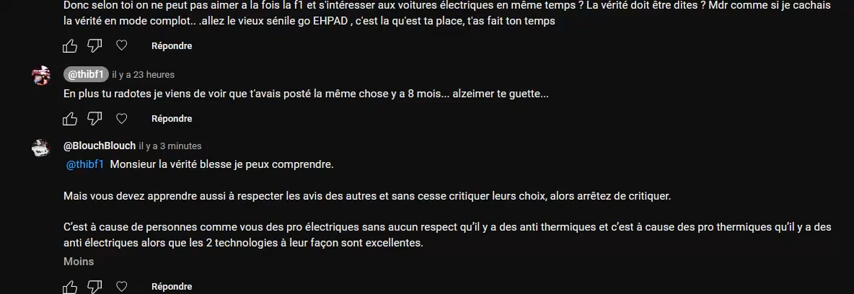 Donc selon toi on ne peut pas aimer a la fois la f1 et s'intéresser aux voitures électriques en même temps ? La vérité doit être dites ? Mdr comme si je cachais
la vérité en mode complot.. .allez le vieux sénile go EHPAD , c'est la qu'est ta place, t'as fait ton temps
Répondre
@thibf1 il y a 23 heures
En plus tu radotes je viens de voir que t'avais posté la même chose y a 8 mois... alzeimer te guette...
Répondre
@BlouchBlouch il y a 3 minutes
@thibf1 Monsieur la vérité blesse je peux comprendre.
Mais vous devez apprendre aussi à respecter les avis des autres et sans cesse critiquer leurs choix, alors arrêtez de critiquer.
C'est à cause de personnes comme vous des pro électriques sans aucun respect qu'il y a des anti thermiques et c'est à cause des pro thermiques qu'il y a des
anti électriques alors que les 2 technologies à leur façon sont excellentes.
Moins
Répondre